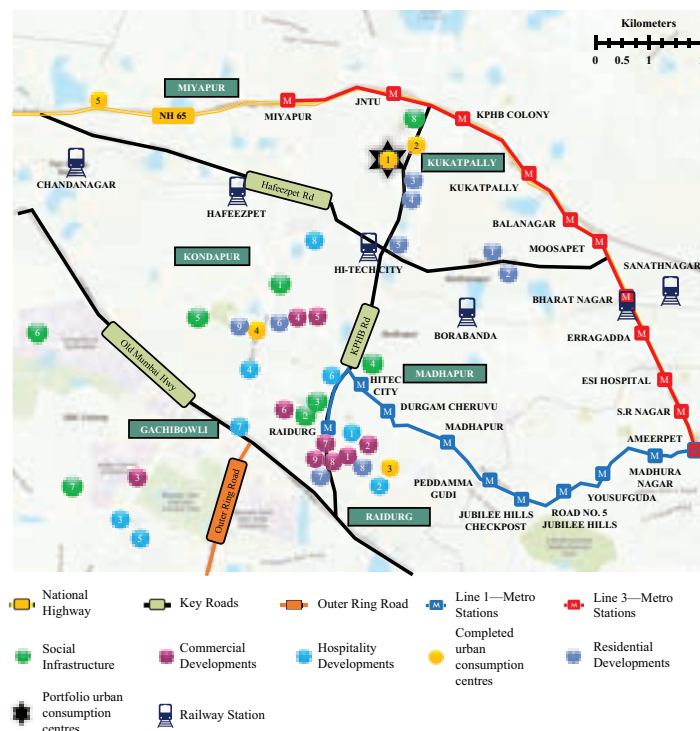 Kilometers
0 0.5 1
MIYAPUR
5
NH 65
MIYAPUR
M
JNTU
M
8
M
KPHB COLONY
1
2
KUKATPALLY
CHANDANAGAR
HAFEEZPET
Hafeezpet Rd
3
4
M
KUKATPALLY
BALANAGAR
M
MOOSAPET
M
KONDAPUR
8
HI-TECH CITY
5
1
2
SANATHNAGAR
1
BHARAT NAGAR
M
BORABANDA
5
9
4
6
4
5
KPHB Rd
ERRAGADDA
M
6
Old Mumbai Hwy
4
6
4
HITEC
CITY
M
MADHAPUR
ESI HOSPITAL
M
6
2
3
DURGAM CHERUVU
M
S.R NAGAR
M
GACHIBOWLI
7
RAIDURG
M
1
MADHAPUR
M
AMEERPET
M
MADHURA
NAGAR
7
2
9
8
1
7
8
3
2
PEDDAMMA
GUDI
M
JUBILEE HILLS
CHECKPOST
M
ROAD NO. 5
JUBILEE HILLS
M
YOUSUFGUDA
M
7
3
3
5
Outer Ring Road
RAIDURG
National
Highway
Key Roads
Outer Ring Road
M
Line 1—Metro
Stations
M
Line 3—Metro
Stations
Social
Infrastructure
Commercial
Developments
Hospitality
Developments
Completed
urban
consumption
centres
Residential
Developments
Portfolio urban
consumption
centres
Railway Station